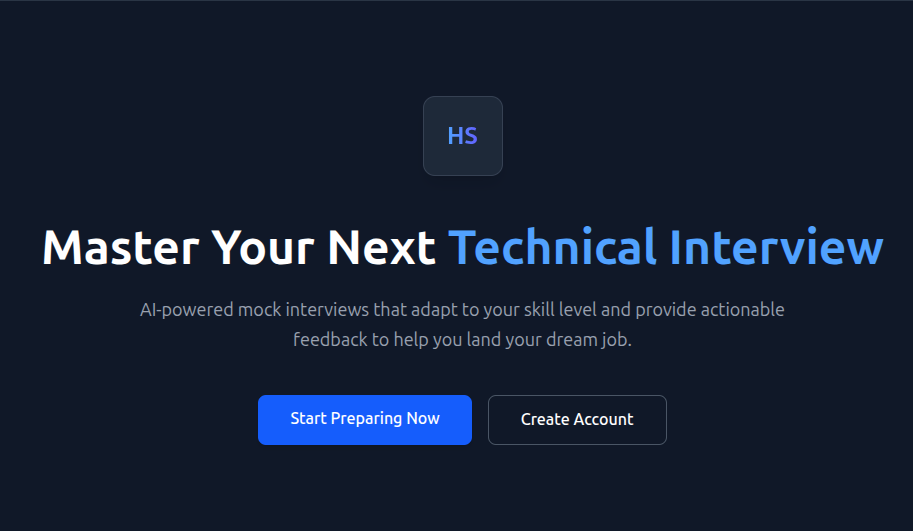 HS
Master Your Next Technical Interview
AI-powered mock interviews that adapt to your skill level and provide actionable
feedback to help you land your dream job.
Start Preparing Now
Create Account